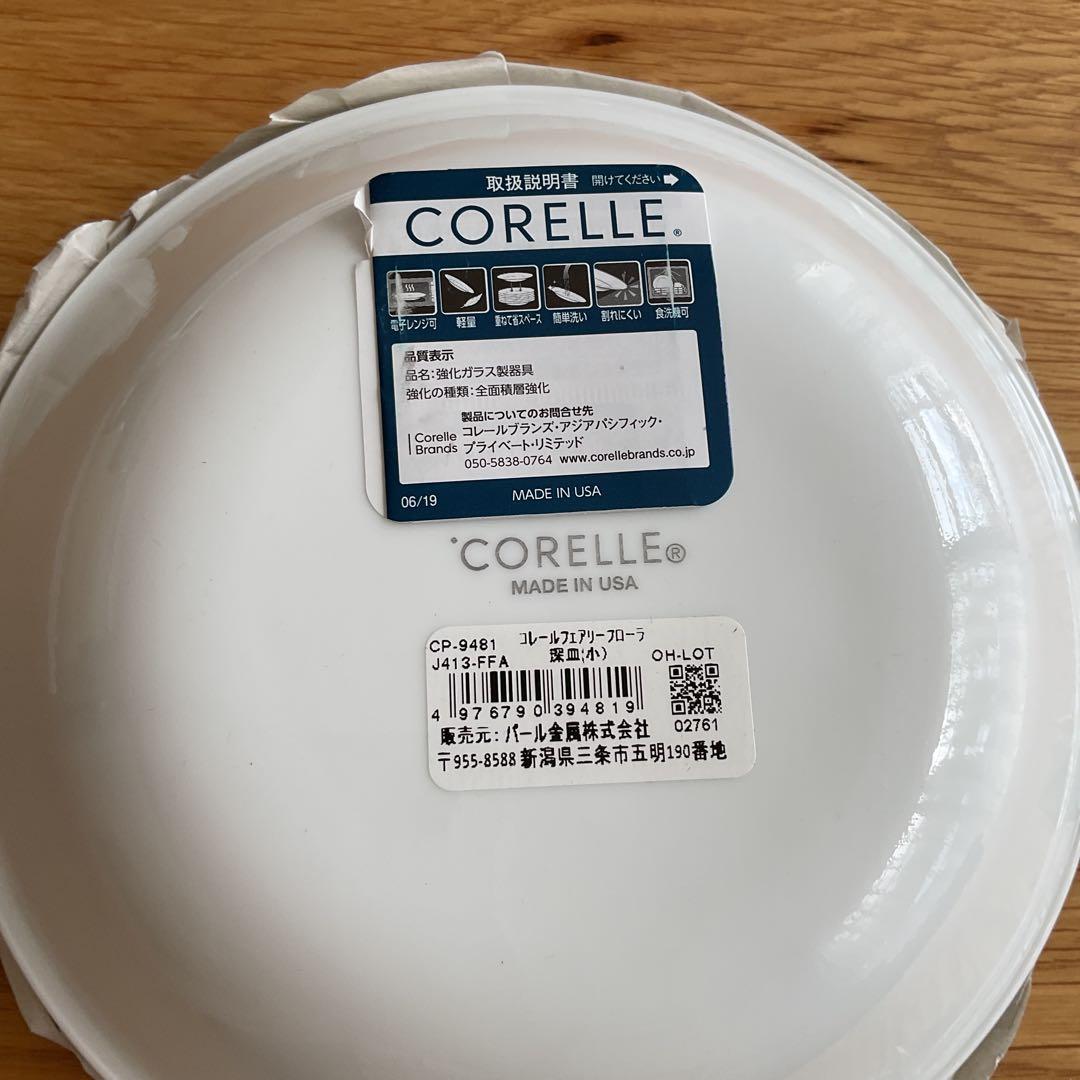 取扱説明書 開けてください
CORELLE®
電子レンジ可 軽量 重ねて省スペース 簡単洗い 割れにくい 食洗機可
品質表示
品名:強化ガラス製器具
強化の種類:全面積層強化
製品についてのお問合せ先
Corelle Brands
コレールブランズ・アジアパシフィック・
プライベート・リミテッド
050-5838-0764 www.corellebrands.co.jp
06/19 MADE IN USA
CORELLE®
MADE IN USA
CP-9481 コレールフェアリーフローラ
J413-FFA 深皿(小) OH-LOT
4 976790 394819
02761
販売元:パール金属株式会社
〒955-8588 新潟県三条市五明190番地